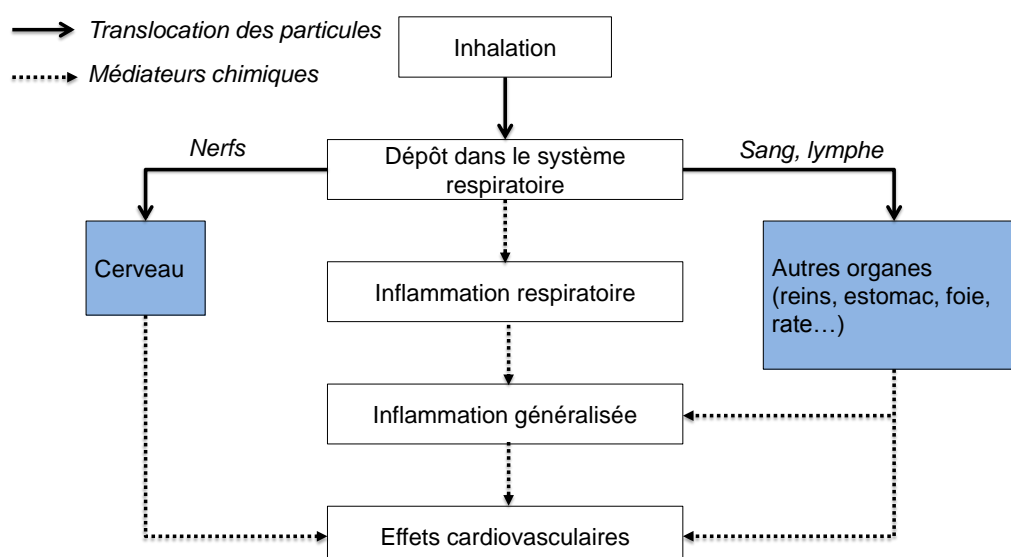 Translocation des particules
Médiateurs chimiques
Inhalation
Nerfs
Dépôt dans le système
respiratoire
Sang, lymphe
Cerveau
Autres organes
(reins, estomac, foie,
rate…)
Inflammation respiratoire
Inflammation généralisée
Effets cardiovasculaires